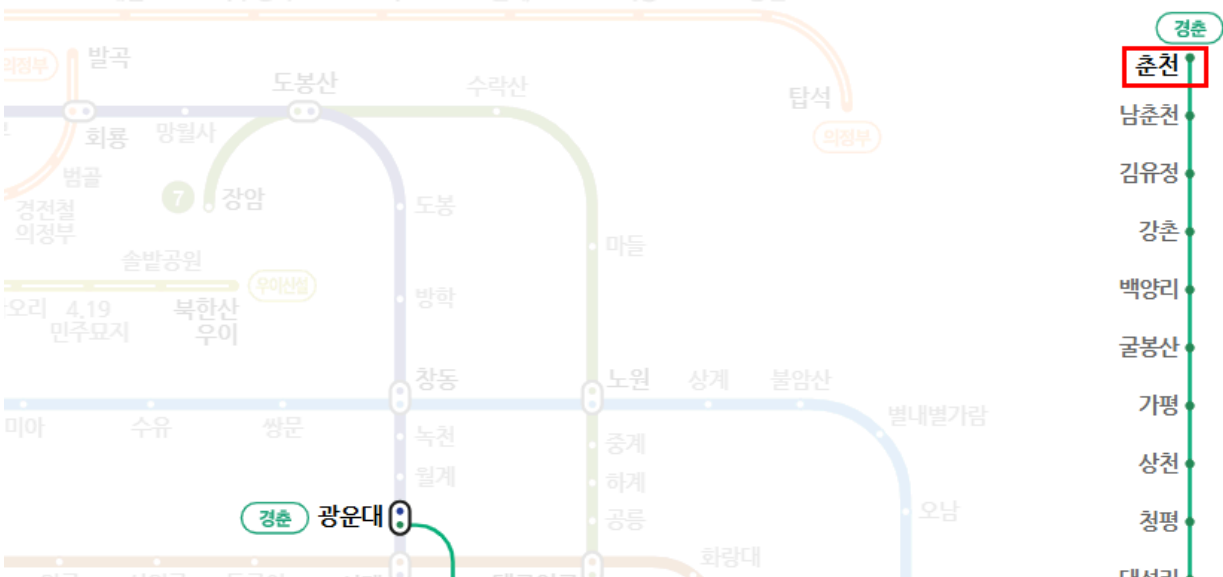 경춘
춘천
발곡
의정부
도봉산
수락산
탑석
의정부
남춘천
회룡
망월사
범골
김유정
7
장암
도봉
경전철
의정부
강촌
마들
솔밭공원
우이신설
백양리
방학
4.19
민주묘지
북한산
우이
굴봉산
창동
노원
상계
불암산
가평
미아
수유
쌍문
별내별가람
녹천
중계
상천
월계
하계
경춘
광운대
공릉
오남
청평
화랑대
대성리